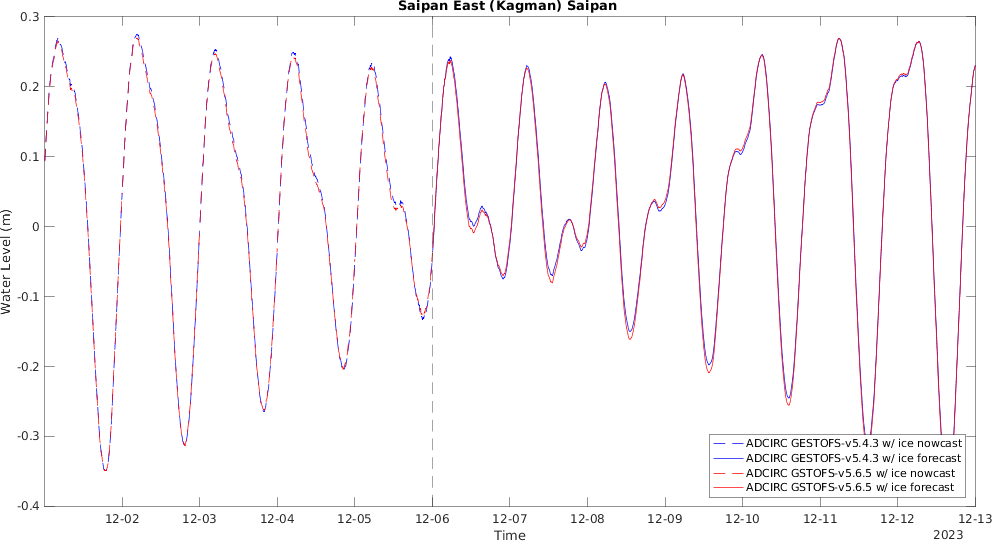 Saipan East (Kagman) Saipan
0.3
0.2
0.1
0
-0.1
-0.2
-0.3
-0.4
Water Level (m)
ADCIRC GESTOFS-v5.4.3 w/ ice nowcast
ADCIRC GESTOFS-v5.4.3 w/ ice forecast
ADCIRC GSTOFS-v5.6.5 w/ ice nowcast
ADCIRC GSTOFS-v5.6.5 w/ ice forecast
12-02 12-03 12-04 12-05 12-06 12-07 12-08 12-09 12-10 12-11 12-12 12-13
Time
2023